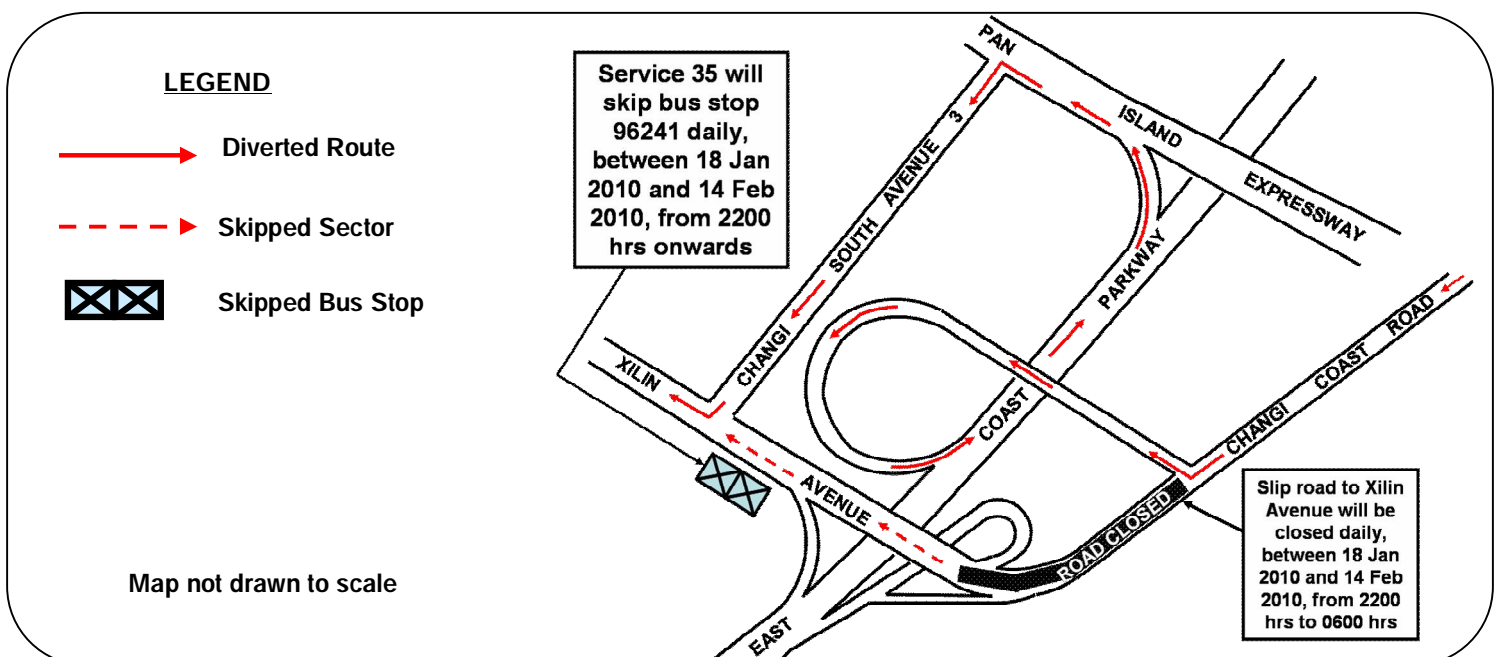 LEGEND
Diverted Route
Skipped Sector
Skipped Bus Stop
Map not drawn to scale
Service 35 will
skip bus stop
96241 daily,
between 18 Jan
2010 and 14 Feb
2010, from 2200
hrs onwards
PAN
ISLAND
EXPRESSWAY
CHANGI
SOUTH
AVENUE
3
XILIN
AVENUE
EAST
COAST
PARKWAY
CHANGI
COAST
ROAD
ROAD CLOSED
Slip road to Xilin
Avenue will be
closed daily,
between 18 Jan
2010 and 14 Feb
2010, from 2200
hrs to 0600 hrs